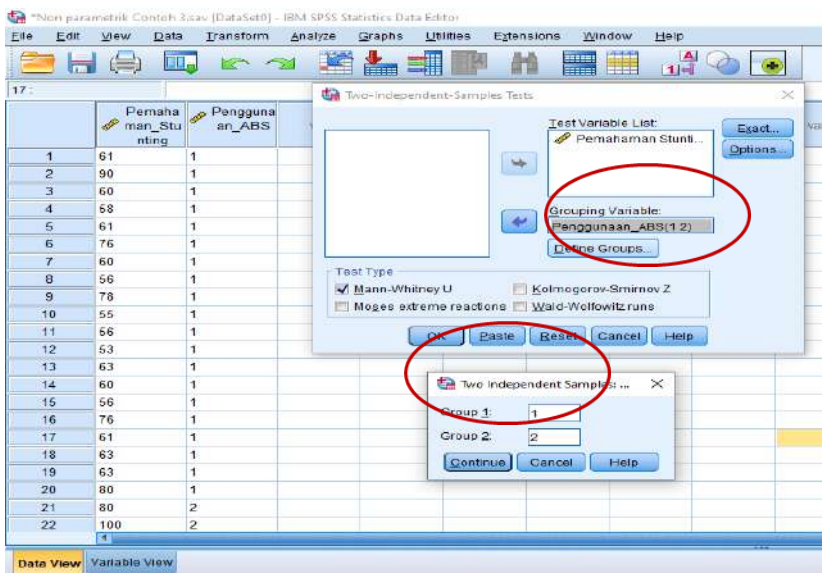 *Non parametrik Contoh 3.sav [DataSet0] - IBM SPSS Statistics Data Editor
File Edit View Data Transform Analyze Graphs Utilities Extensions Window Help
17 :
Pemaha
man_Stu
nting
Pengguna
an_ABS
1 61 1
2 90 1
3 60 1
4 58 1
5 61 1
6 76 1
7 60 1
8 56 1
9 78 1
10 55 1
11 56 1
12 53 1
13 63 1
14 60 1
15 56 1
16 76 1
17 61 1
18 63 1
19 63 1
20 80 1
21 80 2
22 100 2
Two-Independent-Samples Tests
Test Variable List:
Pemahaman Stunti...
Exact...
Options...
Grouping Variable:
Penggunaan_ABS(1 2)
Define Groups...
Test Type
Mann-Whitney U Kolmogorov-Smirnov Z
Moses extreme reactions Wald-Wolfowitz runs
OK Paste Reset Cancel Help
Two Independent Samples: ...
Group 1: 1
Group 2: 2
Continue Cancel Help
Data View Variable View